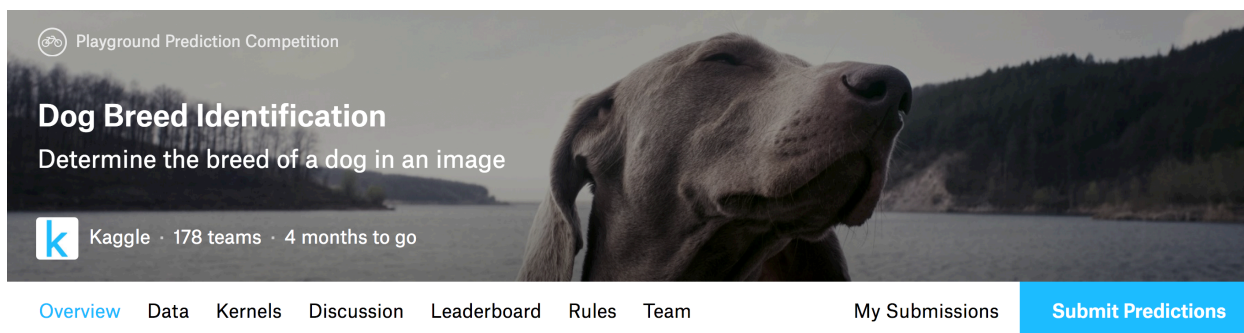 Playground Prediction Competition
Dog Breed Identification
Determine the breed of a dog in an image
k Kaggle · 178 teams · 4 months to go
Overview Data Kernels Discussion Leaderboard Rules Team My Submissions Submit Predictions